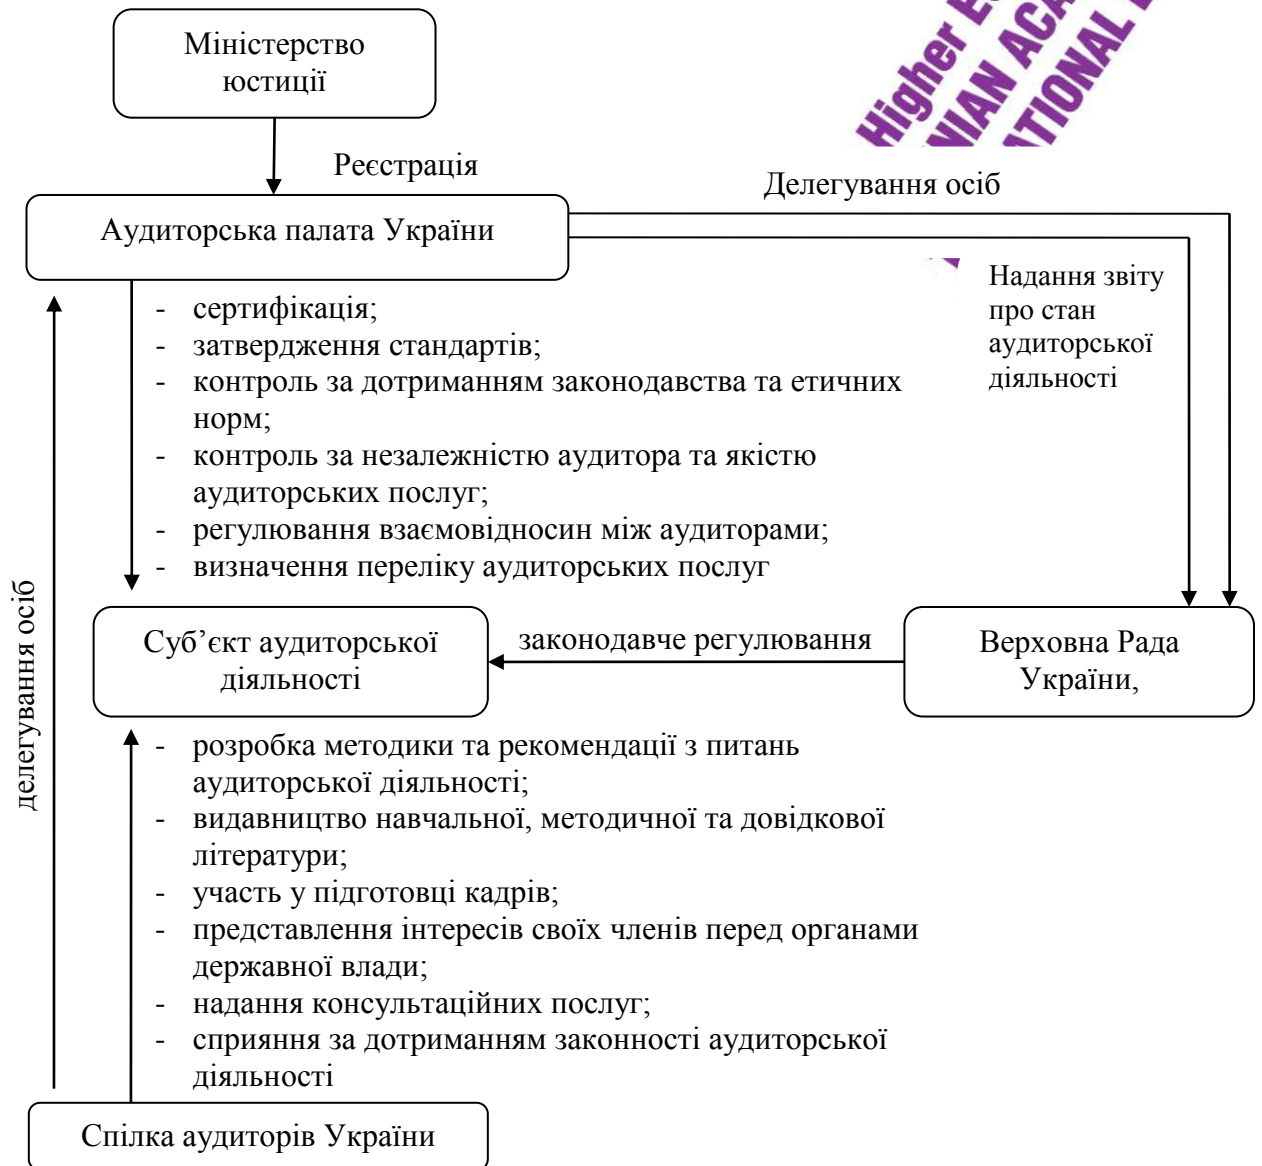 Higher E
NIAN ACA
ATIONAL
Міністерство
юстиції
Реєстрація
Делегування осіб
Аудиторська палата України
Надання звіту
про стан
аудиторської
діяльності
- сертифікація;
- затвердження стандартів;
- контроль за дотриманням законодавства та етичних
норм;
- контроль за незалежністю аудитора та якістю
аудиторських послуг;
- регулювання взаємовідносин між аудиторами;
- визначення переліку аудиторських послуг
делегування осіб
Суб’єкт аудиторської
діяльності
законодавче регулювання
Верховна Рада
України,
- розробка методики та рекомендації з питань
аудиторської діяльності;
- видавництво навчальної, методичної та довідкової
літератури;
- участь у підготовці кадрів;
- представлення інтересів своїх членів перед органами
державної влади;
- надання консультаційних послуг;
- сприяння за дотриманням законності аудиторської
діяльності
Спілка аудиторів України